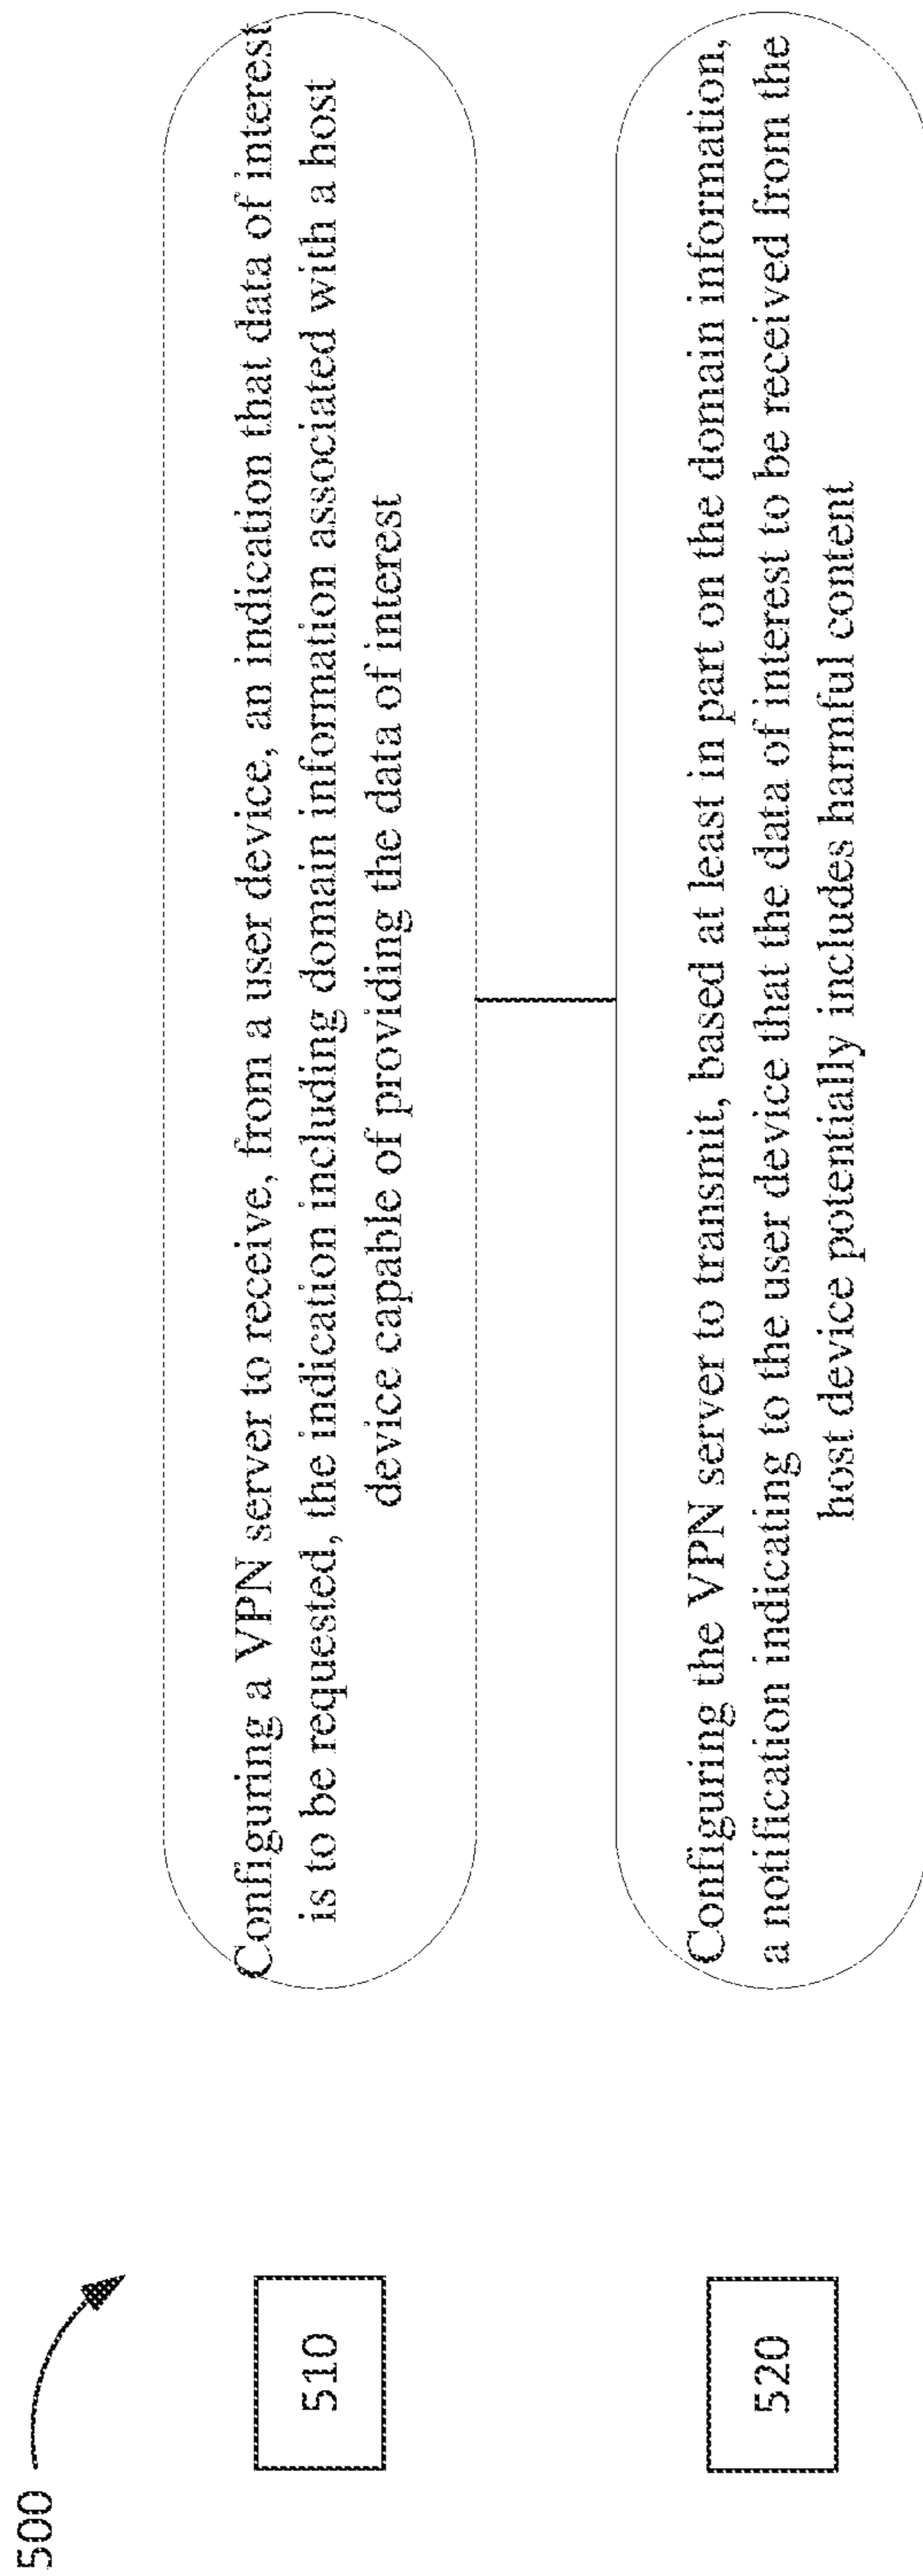 500
510
Configuring a VPN server to receive, from a user device, an indication that data of interest
is to be requested, the indication including domain information associated with a host
device capable of providing the data of interest
520
Configuring the VPN server to transmit, based at least in part on the domain information,
a notification indicating to the user device that the data of interest to be received from the
host device potentially includes harmful content